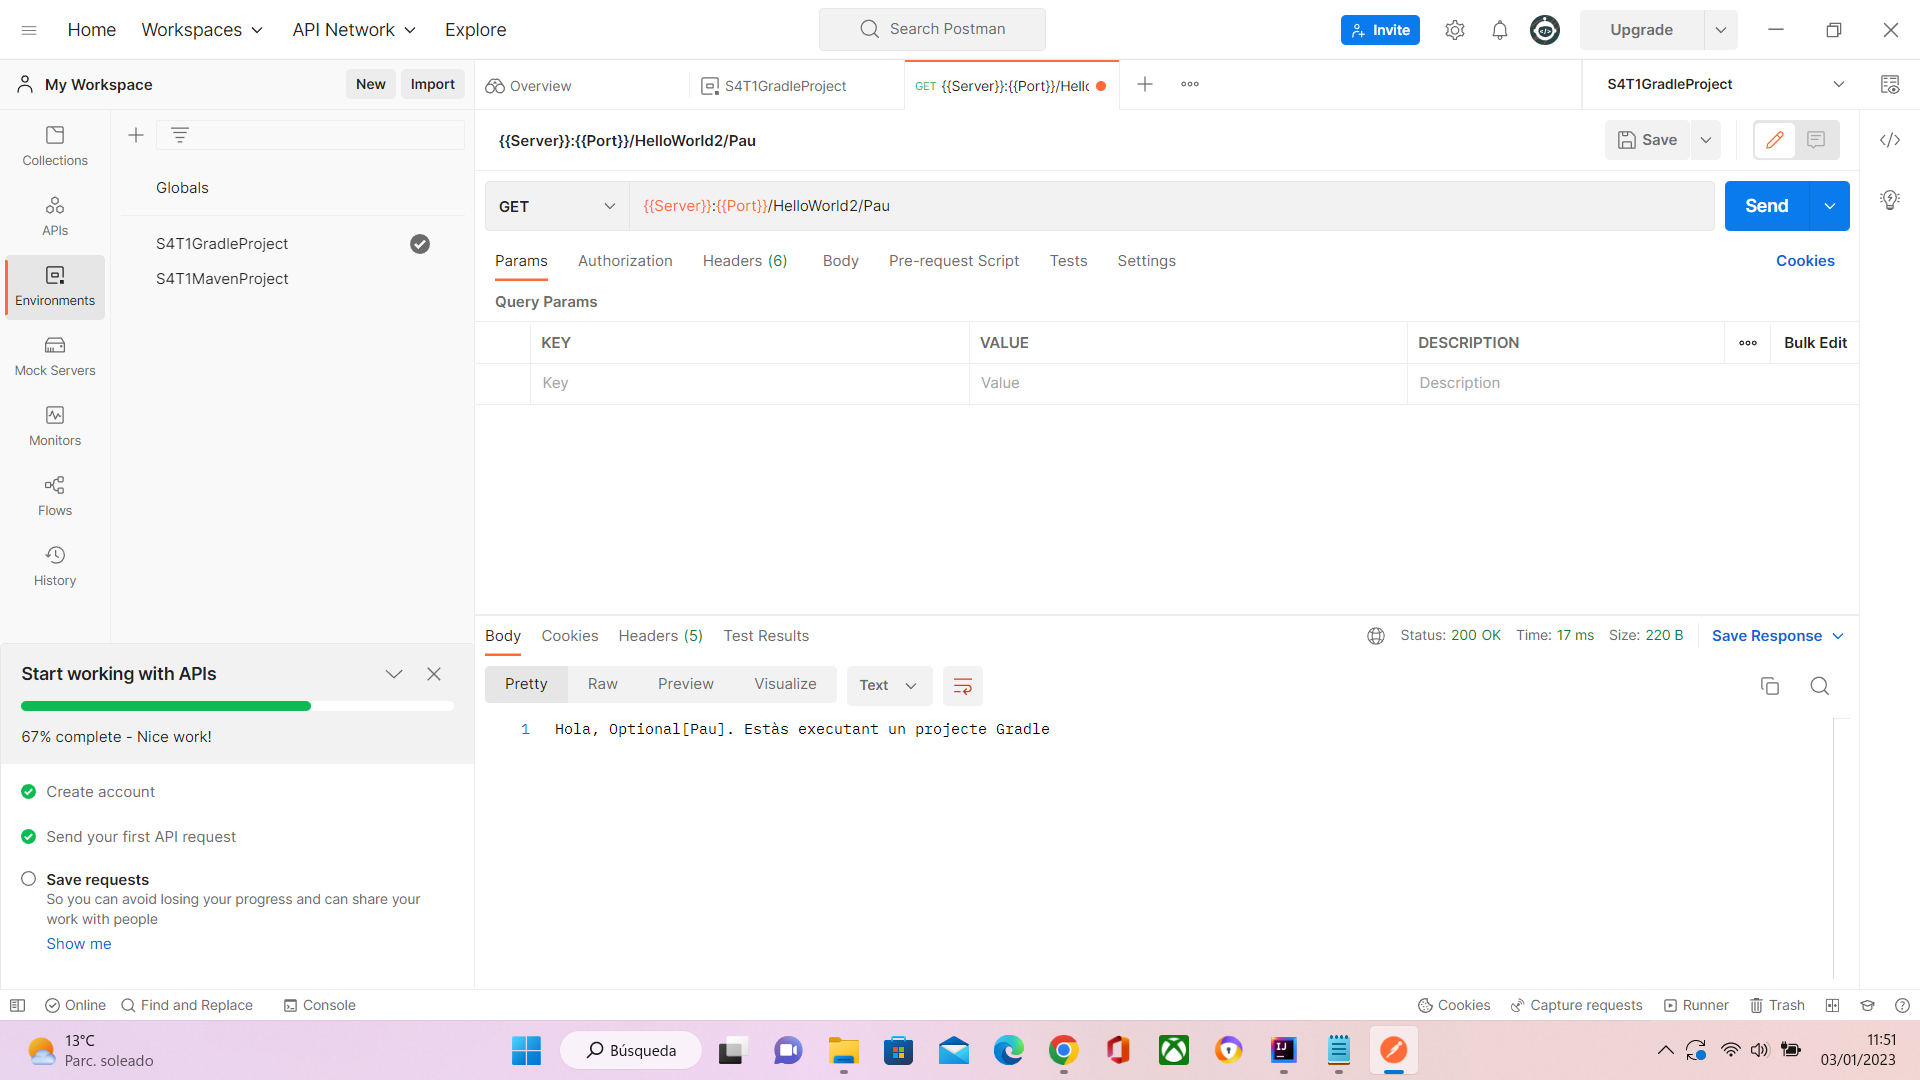 Home Workspaces API Network Explore Search Postman Invite Upgrade
My Workspace New Import
Overview S4T1GradleProject GET {{Server}}:{{Port}}/Hellc S4T1GradleProject
Collections
APIs
Environments
Mock Servers
Monitors
Flows
History
Globals
S4T1GradleProject
S4T1MavenProject
{{Server}}:{{Port}}/HelloWorld2/Pau Save
GET {{Server}}:{{Port}}/HelloWorld2/Pau Send
Params Authorization Headers (6) Body Pre-request Script Tests Settings Cookies
Query Params
KEY VALUE DESCRIPTION Bulk Edit
Key Value Description
Body Cookies Headers (5) Test Results Status: 200 OK Time: 17 ms Size: 220 B Save Response
Pretty Raw Preview Visualize Text
1 Hola, Optional[Pau]. Estàs executant un projecte Gradle
Start working with APIs
67% complete - Nice work!
Create account
Send your first API request
Save requests
So you can avoid losing your progress and can share your
work with people
Show me
Online Find and Replace Console Cookies Capture requests Runner Trash
13°C
Parc. soleado
Búsqueda
11:51
03/01/2023